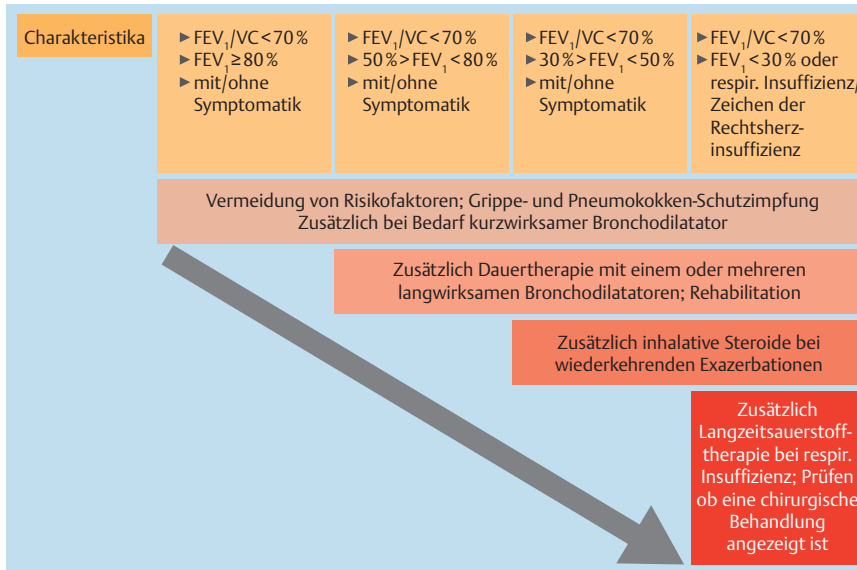 Charakteristika
► FEV₁/VC<70%
► FEV₁≥80%
► mit/ohne
Symptomatik
► FEV₁/VC<70%
► 50%>FEV₁<80%
► mit/ohne
Symptomatik
► FEV₁/VC<70%
► 30%>FEV₁<50%
► mit/ohne
Symptomatik
► FEV₁/VC<70%
► FEV₁<30% oder
respir. Insuffizienz/
Zeichen der
Rechtsherz-
insuffizienz
Vermeidung von Risikofaktoren; Grippe- und Pneumokokken-Schutzimpfung
Zusätzlich bei Bedarf kurzwirksamer Bronchodilatator
Zusätzlich Dauertherapie mit einem oder mehreren
langwirksamen Bronchodilatatoren; Rehabilitation
Zusätzlich inhalative Steroide bei
wiederkehrenden Exazerbationen
Zusätzlich
Langzeitsauerstoff-
therapie bei respir.
Insuffizienz; Prüfen
ob eine chirurgische
Behandlung
angezeigt ist